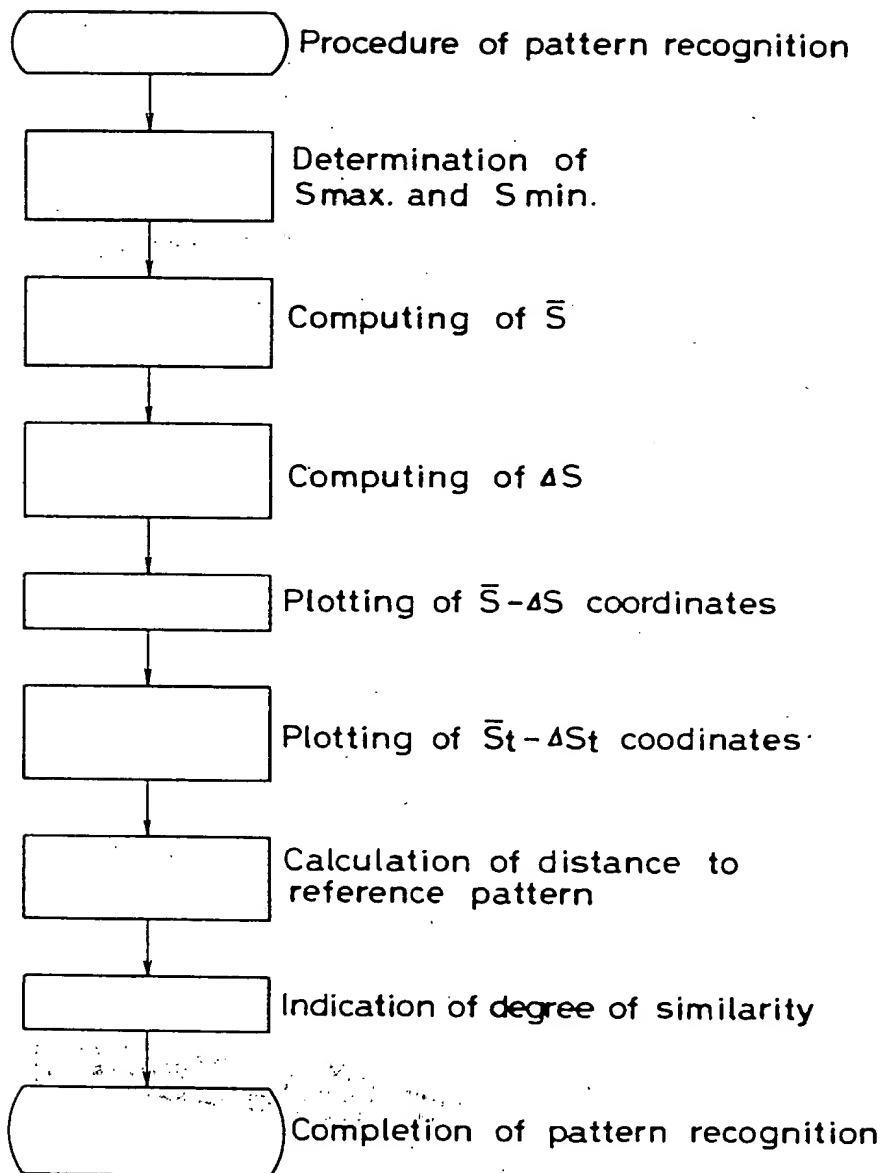 Procedure of pattern recognition
Determination of
Smax. and Smin.
Computing of S̅
Computing of ΔS
Plotting of S̅-ΔS coordinates
Plotting of S̅t-ΔSt coodinates
Calculation of distance to
reference pattern
Indication of degree of similarity
Completion of pattern recognition